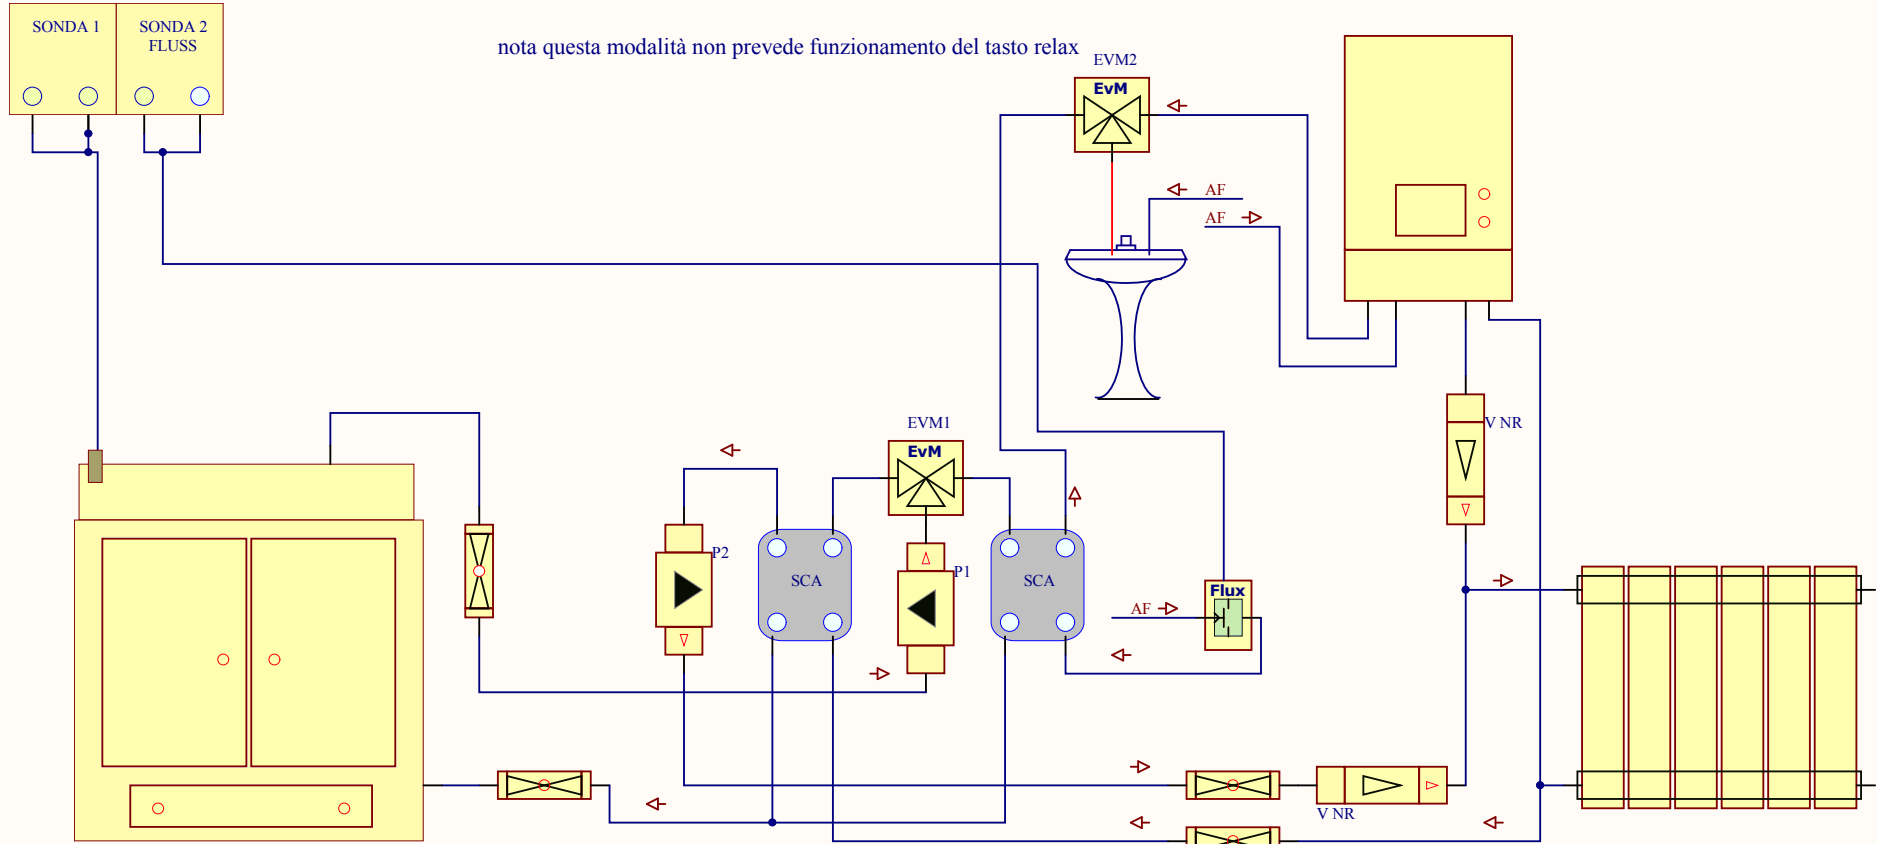 SONDA 1
SONDA 2
FLUSS
nota questa modalità non prevede funzionamento del tasto relax
EVM2
EvM
AF
AF
EVM1
EvM
V NR
P2
SCA
P1
SCA
Flux
AF
V NR